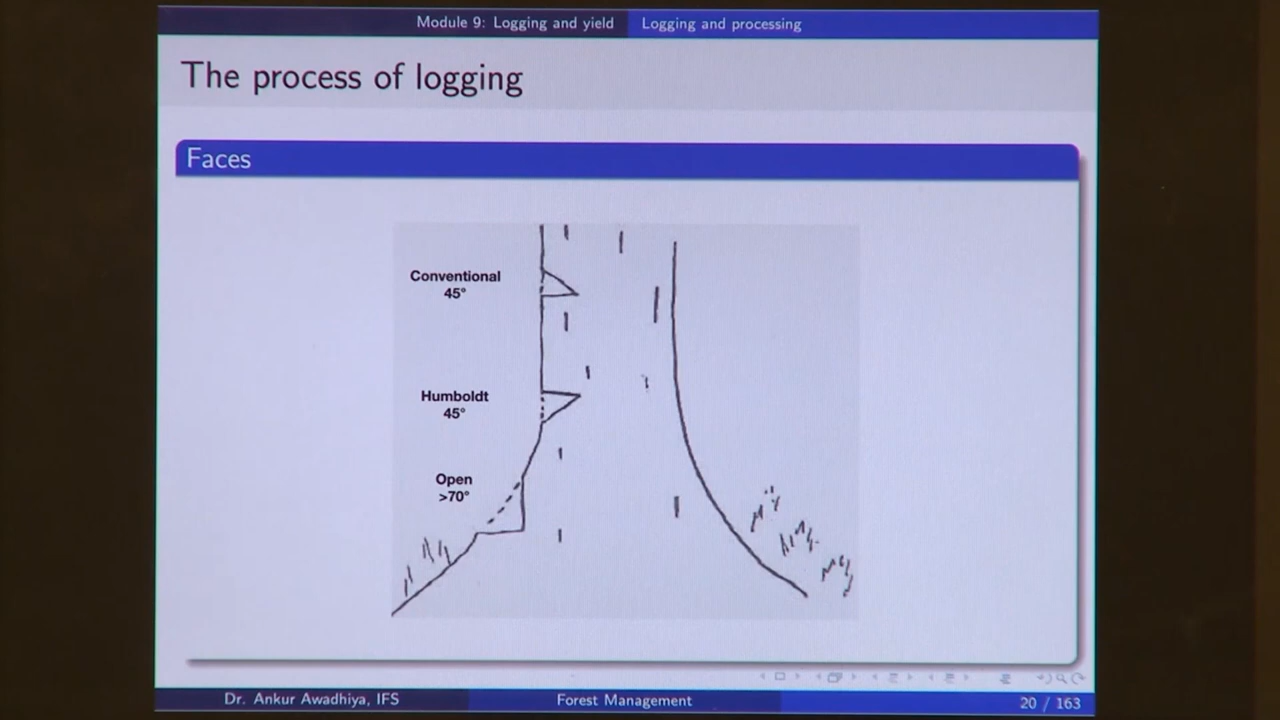 Module 9: Logging and yield Logging and processing
The process of logging
Faces
Conventional
45°
Humboldt
45°
Open
>70°
Dr. Ankur Awadhiya, IFS Forest Management 20 / 163